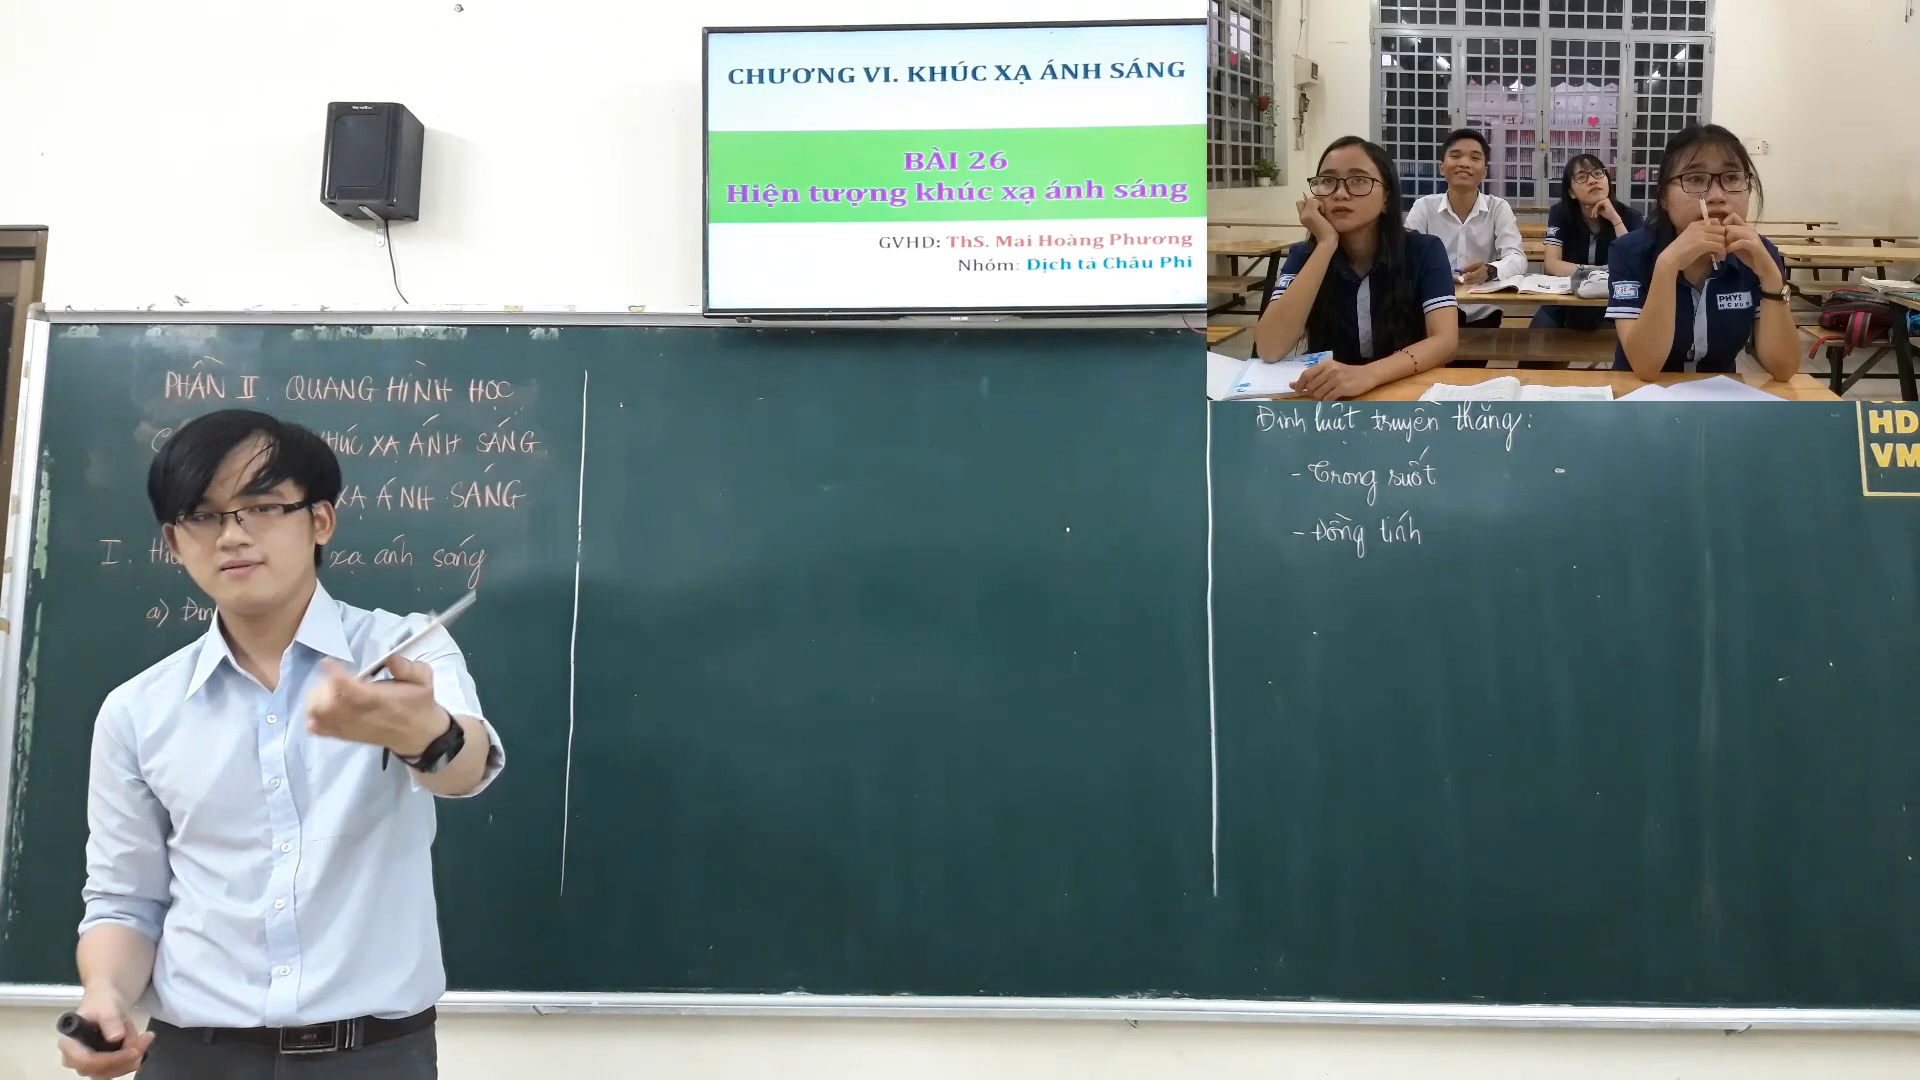 CHƯƠNG VI. KHÚC XẠ ÁNH SÁNG
BÀI 26
Hiện tượng khúc xạ ánh sáng
GVHD: ThS. Mai Hoàng Phương
Nhóm: Dịch tả Châu Phi
PHẦN II. QUANG HÌNH HỌC
KHÚC XẠ ÁNH SÁNG
XẠ ÁNH SÁNG
I. xạ ánh sáng
a)
Định luật truyền thẳng:
- Trong suốt
- Đồng tính
PHYS
HCMUE
HD
VM